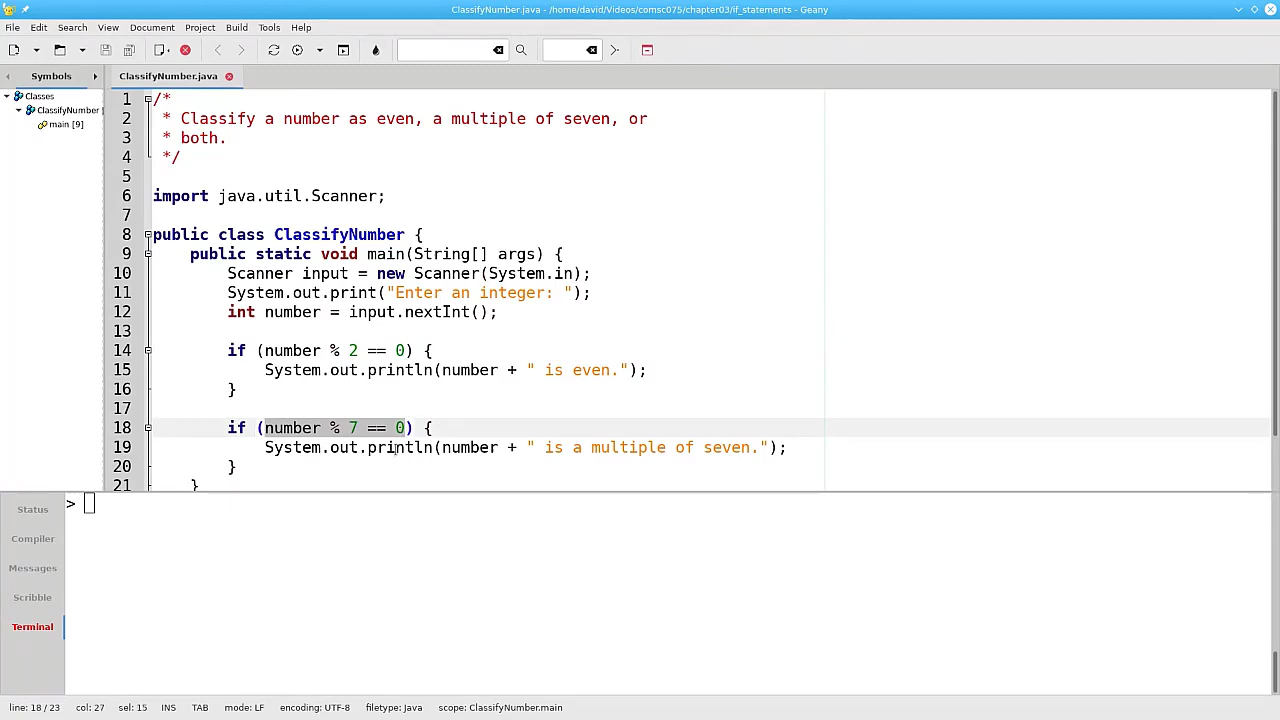 ClassifyNumber.java - /home/david/Videos/comsc075/chapter03/if_statements - Geany
File Edit Search View Document Project Build Tools Help
Symbols
ClassifyNumber.java
Classes
ClassifyNumber [
main [9]
1 /*
2 * Classify a number as even, a multiple of seven, or
3 * both.
4 */
5
6 import java.util.Scanner;
7
8 public class ClassifyNumber {
9 public static void main(String[] args) {
10 Scanner input = new Scanner(System.in);
11 System.out.print("Enter an integer: ");
12 int number = input.nextInt();
13
14 if (number % 2 == 0) {
15 System.out.println(number + " is even.");
16 }
17
18 if (number % 7 == 0) {
19 System.out.println(number + " is a multiple of seven.");
20 }
21 }
Status
Compiler
Messages
Scribble
Terminal
>
line: 18 / 23 col: 27 sel: 15 INS TAB mode: LF encoding: UTF-8 filetype: Java scope: ClassifyNumber.main